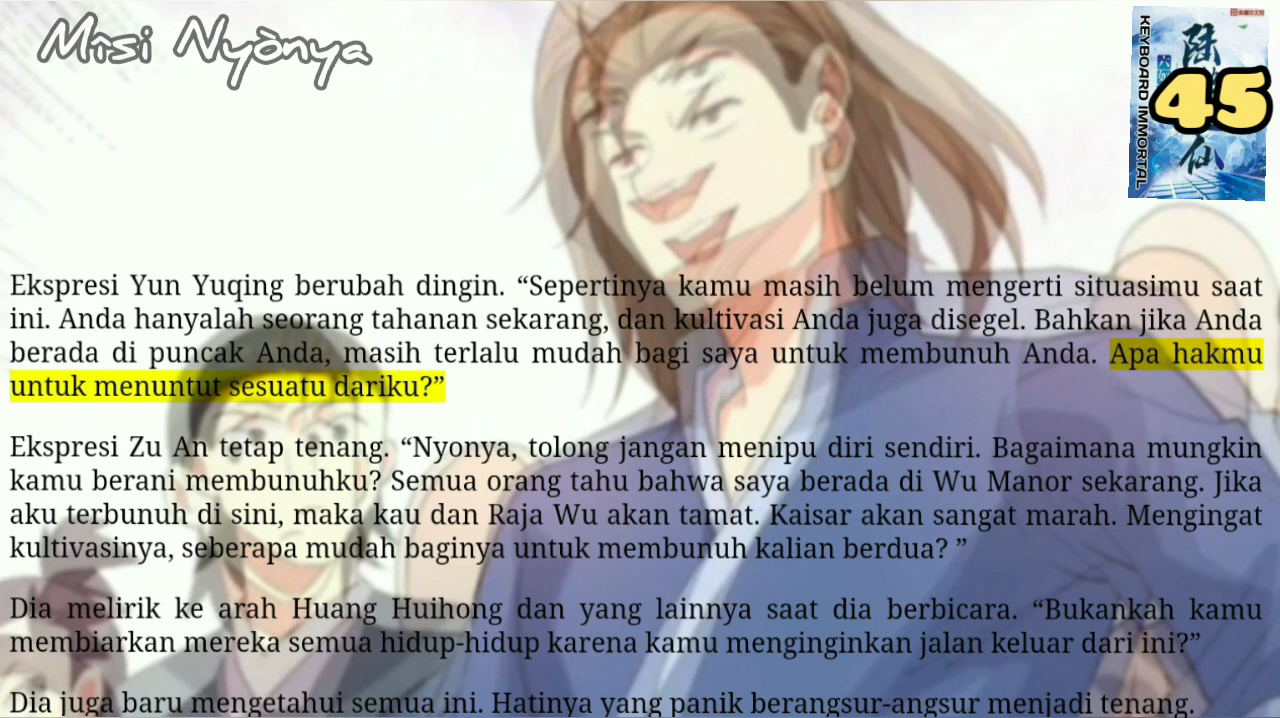 Mîsi Nyònya
KEYBOARD IMMORTAL
45
Ekspresi Yun Yuqing berubah dingin. “Sepertinya kamu masih belum mengerti situasimu saat
ini. Anda hanyalah seorang tahanan sekarang, dan kultivasi Anda juga disegel. Bahkan jika Anda
berada di puncak Anda, masih terlalu mudah bagi saya untuk membunuh Anda. Apa hakmu
untuk menuntut sesuatu dariku?”
Ekspresi Zu An tetap tenang. “Nyonya, tolong jangan menipu diri sendiri. Bagaimana mungkin
kamu berani membunuhku? Semua orang tahu bahwa saya berada di Wu Manor sekarang. Jika
aku terbunuh di sini, maka kau dan Raja Wu akan tamat. Kaisar akan sangat marah. Mengingat
kultivasinya, seberapa mudah baginya untuk membunuh kalian berdua? ”
Dia melirik ke arah Huang Huihong dan yang lainnya saat dia berbicara. “Bukankah kamu
membiarkan mereka semua hidup-hidup karena kamu menginginkan jalan keluar dari ini?”
Dia juga baru mengetahui semua ini. Hatinya yang panik berangsur-angsur menjadi tenang.